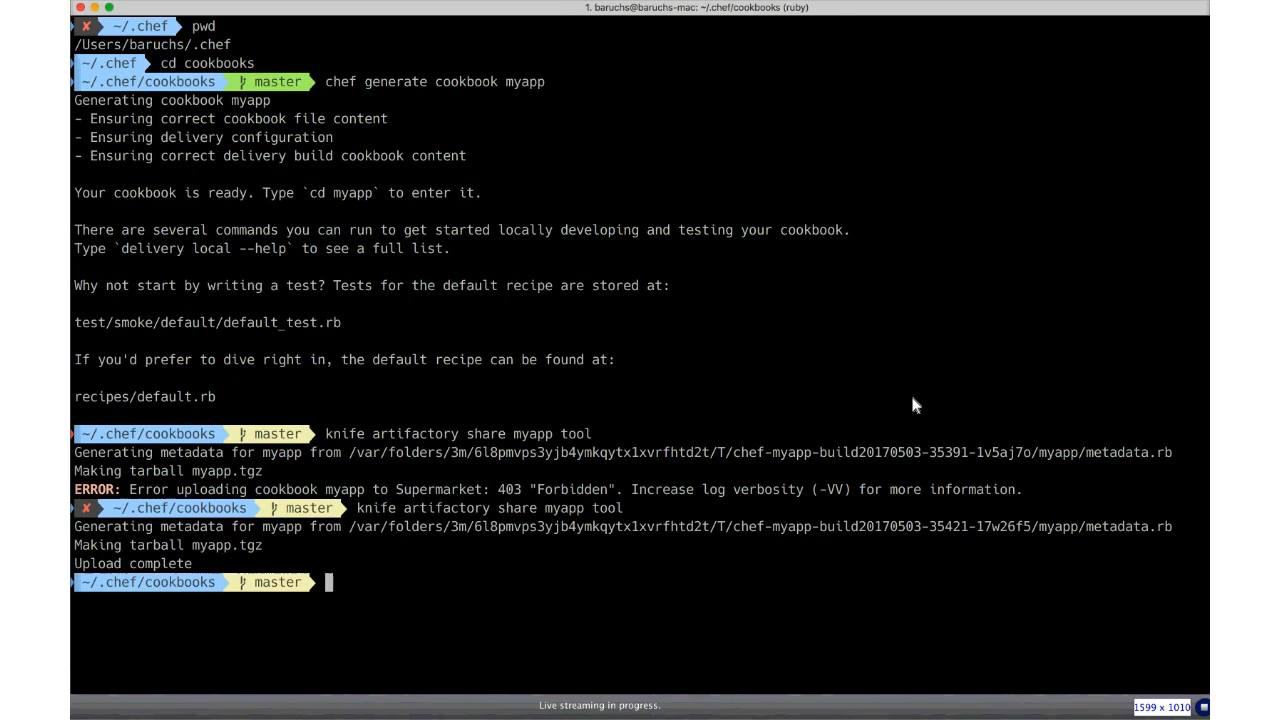 1. baruchs@baruchs-mac: ~/.chef/cookbooks (ruby)
✘ ~/.chef pwd
/Users/baruchs/.chef
~/.chef cd cookbooks
~/.chef/cookbooks master chef generate cookbook myapp
Generating cookbook myapp
- Ensuring correct cookbook file content
- Ensuring delivery configuration
- Ensuring correct delivery build cookbook content
Your cookbook is ready. Type `cd myapp` to enter it.
There are several commands you can run to get started locally developing and testing your cookbook.
Type `delivery local --help` to see a full list.
Why not start by writing a test? Tests for the default recipe are stored at:
test/smoke/default/default_test.rb
If you'd prefer to dive right in, the default recipe can be found at:
recipes/default.rb
~/.chef/cookbooks master knife artifactory share myapp tool
Generating metadata for myapp from /var/folders/3m/6l8pmvps3yjb4ymkqytx1xvrfhtd2t/T/chef-myapp-build20170503-35391-1v5aj7o/myapp/metadata.rb
Making tarball myapp.tgz
ERROR: Error uploading cookbook myapp to Supermarket: 403 "Forbidden". Increase log verbosity (-VV) for more information.
✘ ~/.chef/cookbooks master knife artifactory share myapp tool
Generating metadata for myapp from /var/folders/3m/6l8pmvps3yjb4ymkqytx1xvrfhtd2t/T/chef-myapp-build20170503-35421-17w26f5/myapp/metadata.rb
Making tarball myapp.tgz
Upload complete
~/.chef/cookbooks master
Live streaming in progress.
1599 x 1010